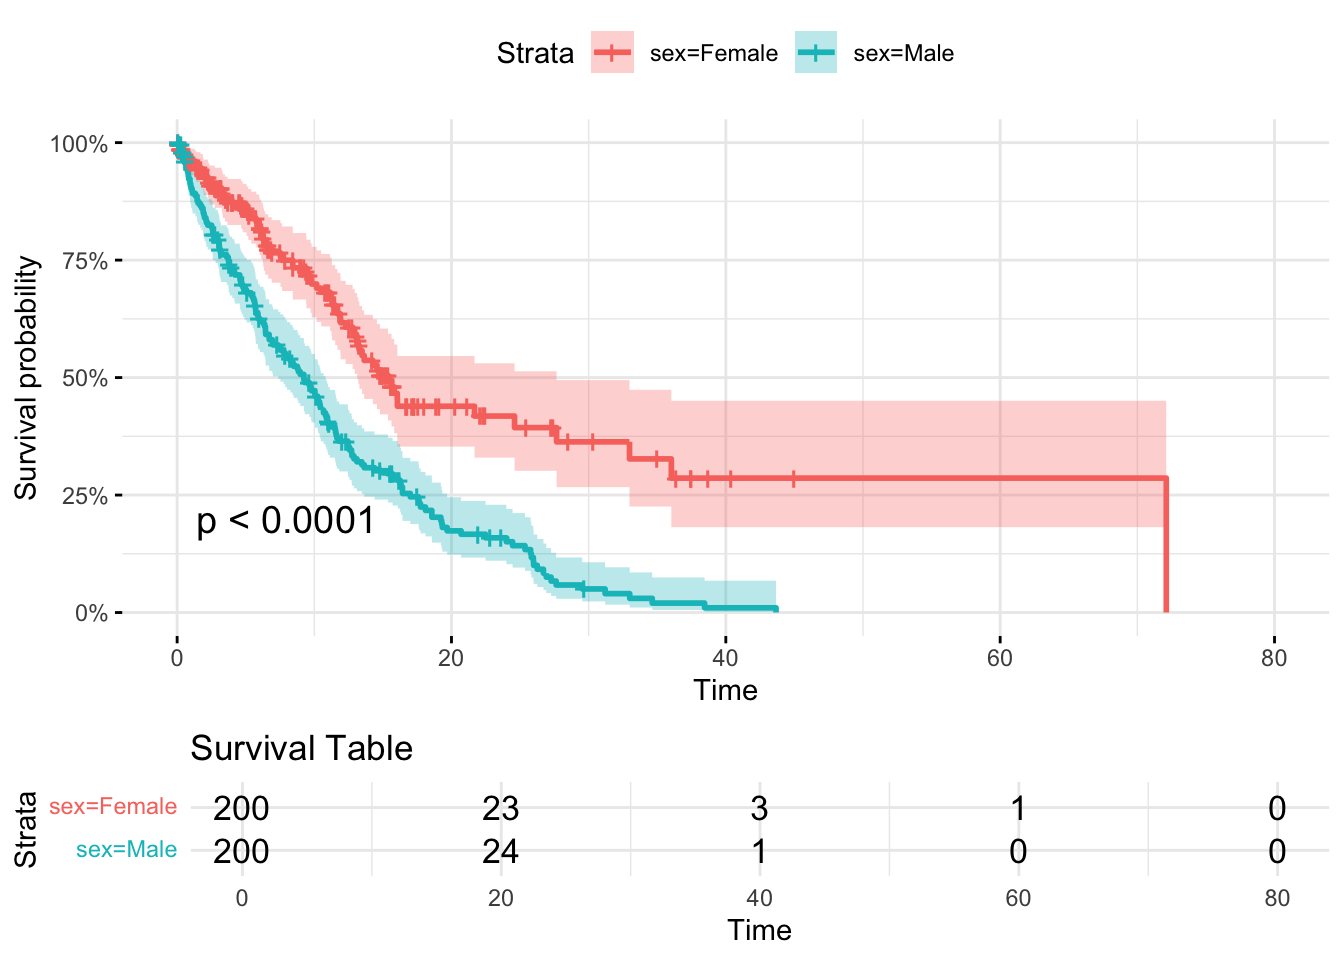 Strata sex=Female sex=Male
100%
75%
50%
25%
0%
Survival probability
p < 0.0001
0 20 40 60 80
Time
Survival Table
Strata
sex=Female 200 23 3 1 0
sex=Male 200 24 1 0 0
0 20 40 60 80
Time